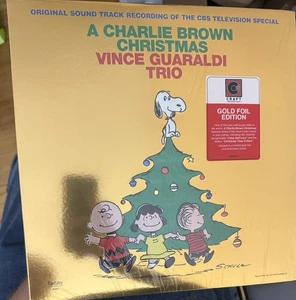 ORIGINAL SOUND TRACK RECORDING OF THE CBS TELEVISION SPECIAL
A CHARLIE BROWN
CHRISTMAS
VINCE GUARALDI
TRIO
C
CRAFT
GOLD FOIL
EDITION
SCHULZ